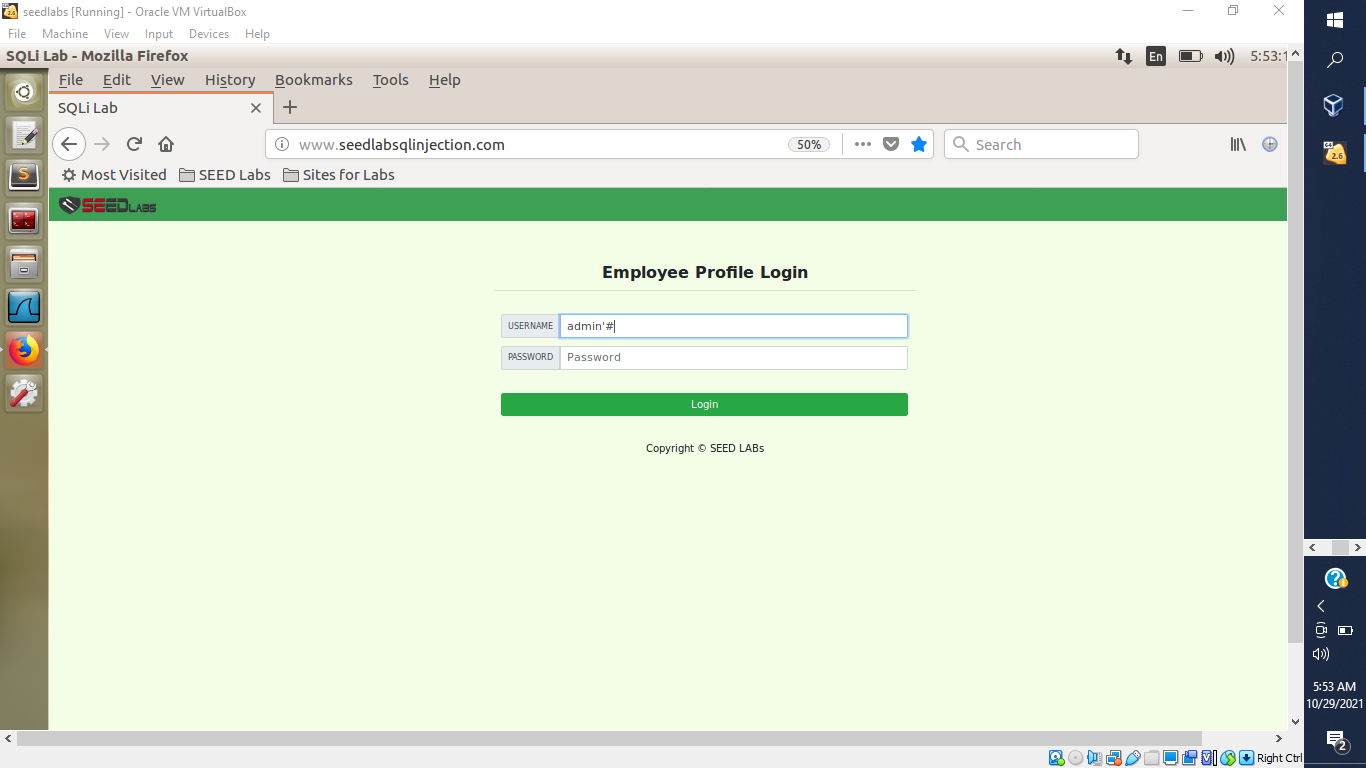 seedlabs [Running] - Oracle VM VirtualBox
File Machine View Input Devices Help
SQLi Lab - Mozilla Firefox
En
5:53:1
File Edit View History Bookmarks Tools Help
SQLi Lab
www.seedlabsqlinjection.com
50%
Search
Most Visited SEED Labs Sites for Labs
SEEDLABS
Employee Profile Login
USERNAME admin'#
PASSWORD Password
Login
Copyright © SEED LABs
64
2.6
5:53 AM
10/29/2021
2
Right Ctrl